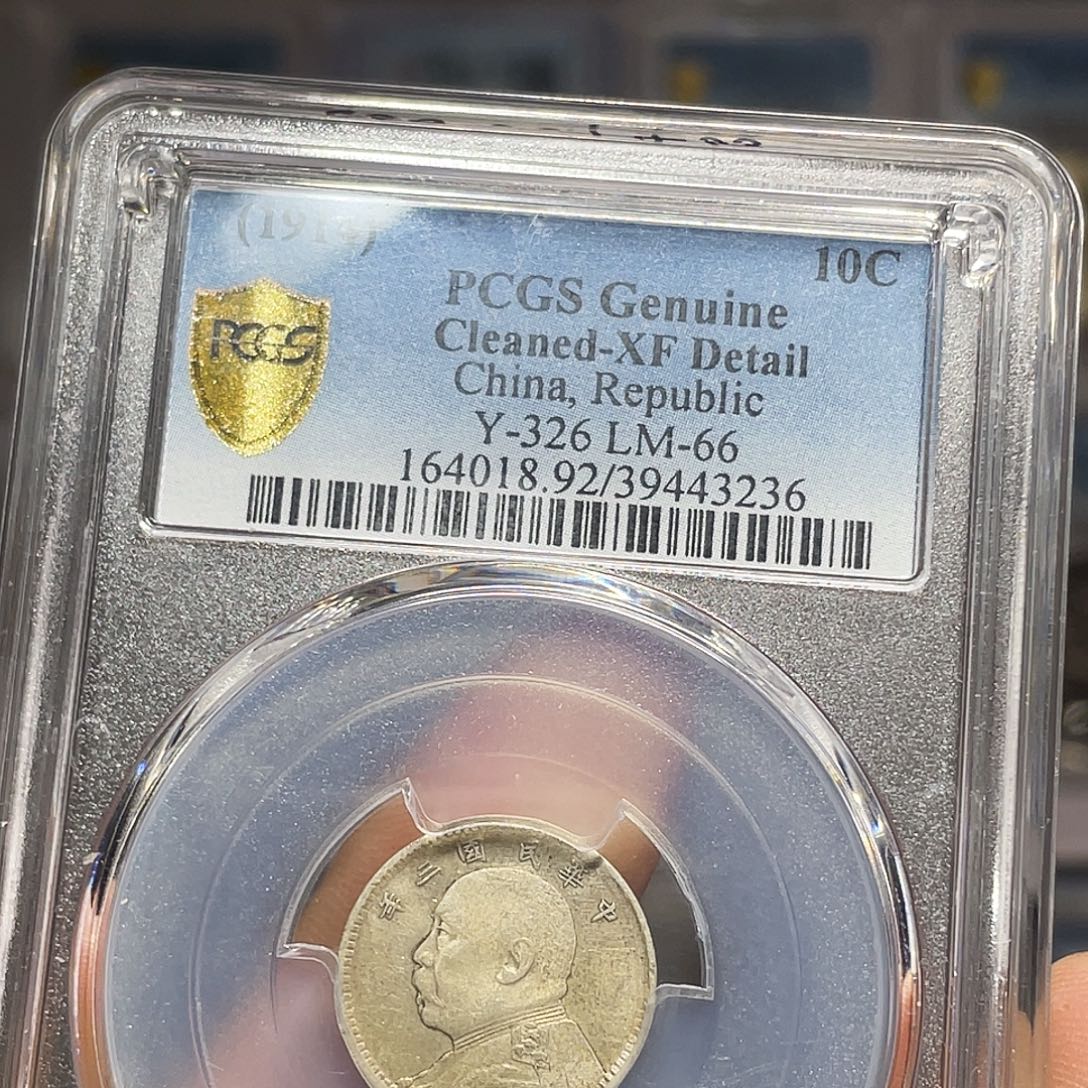 (1914) 10C
PCGS Genuine
PCGS
Cleaned-XF Detail
China, Republic
Y-326 LM-66
164018.92/39443236
年三國民華中